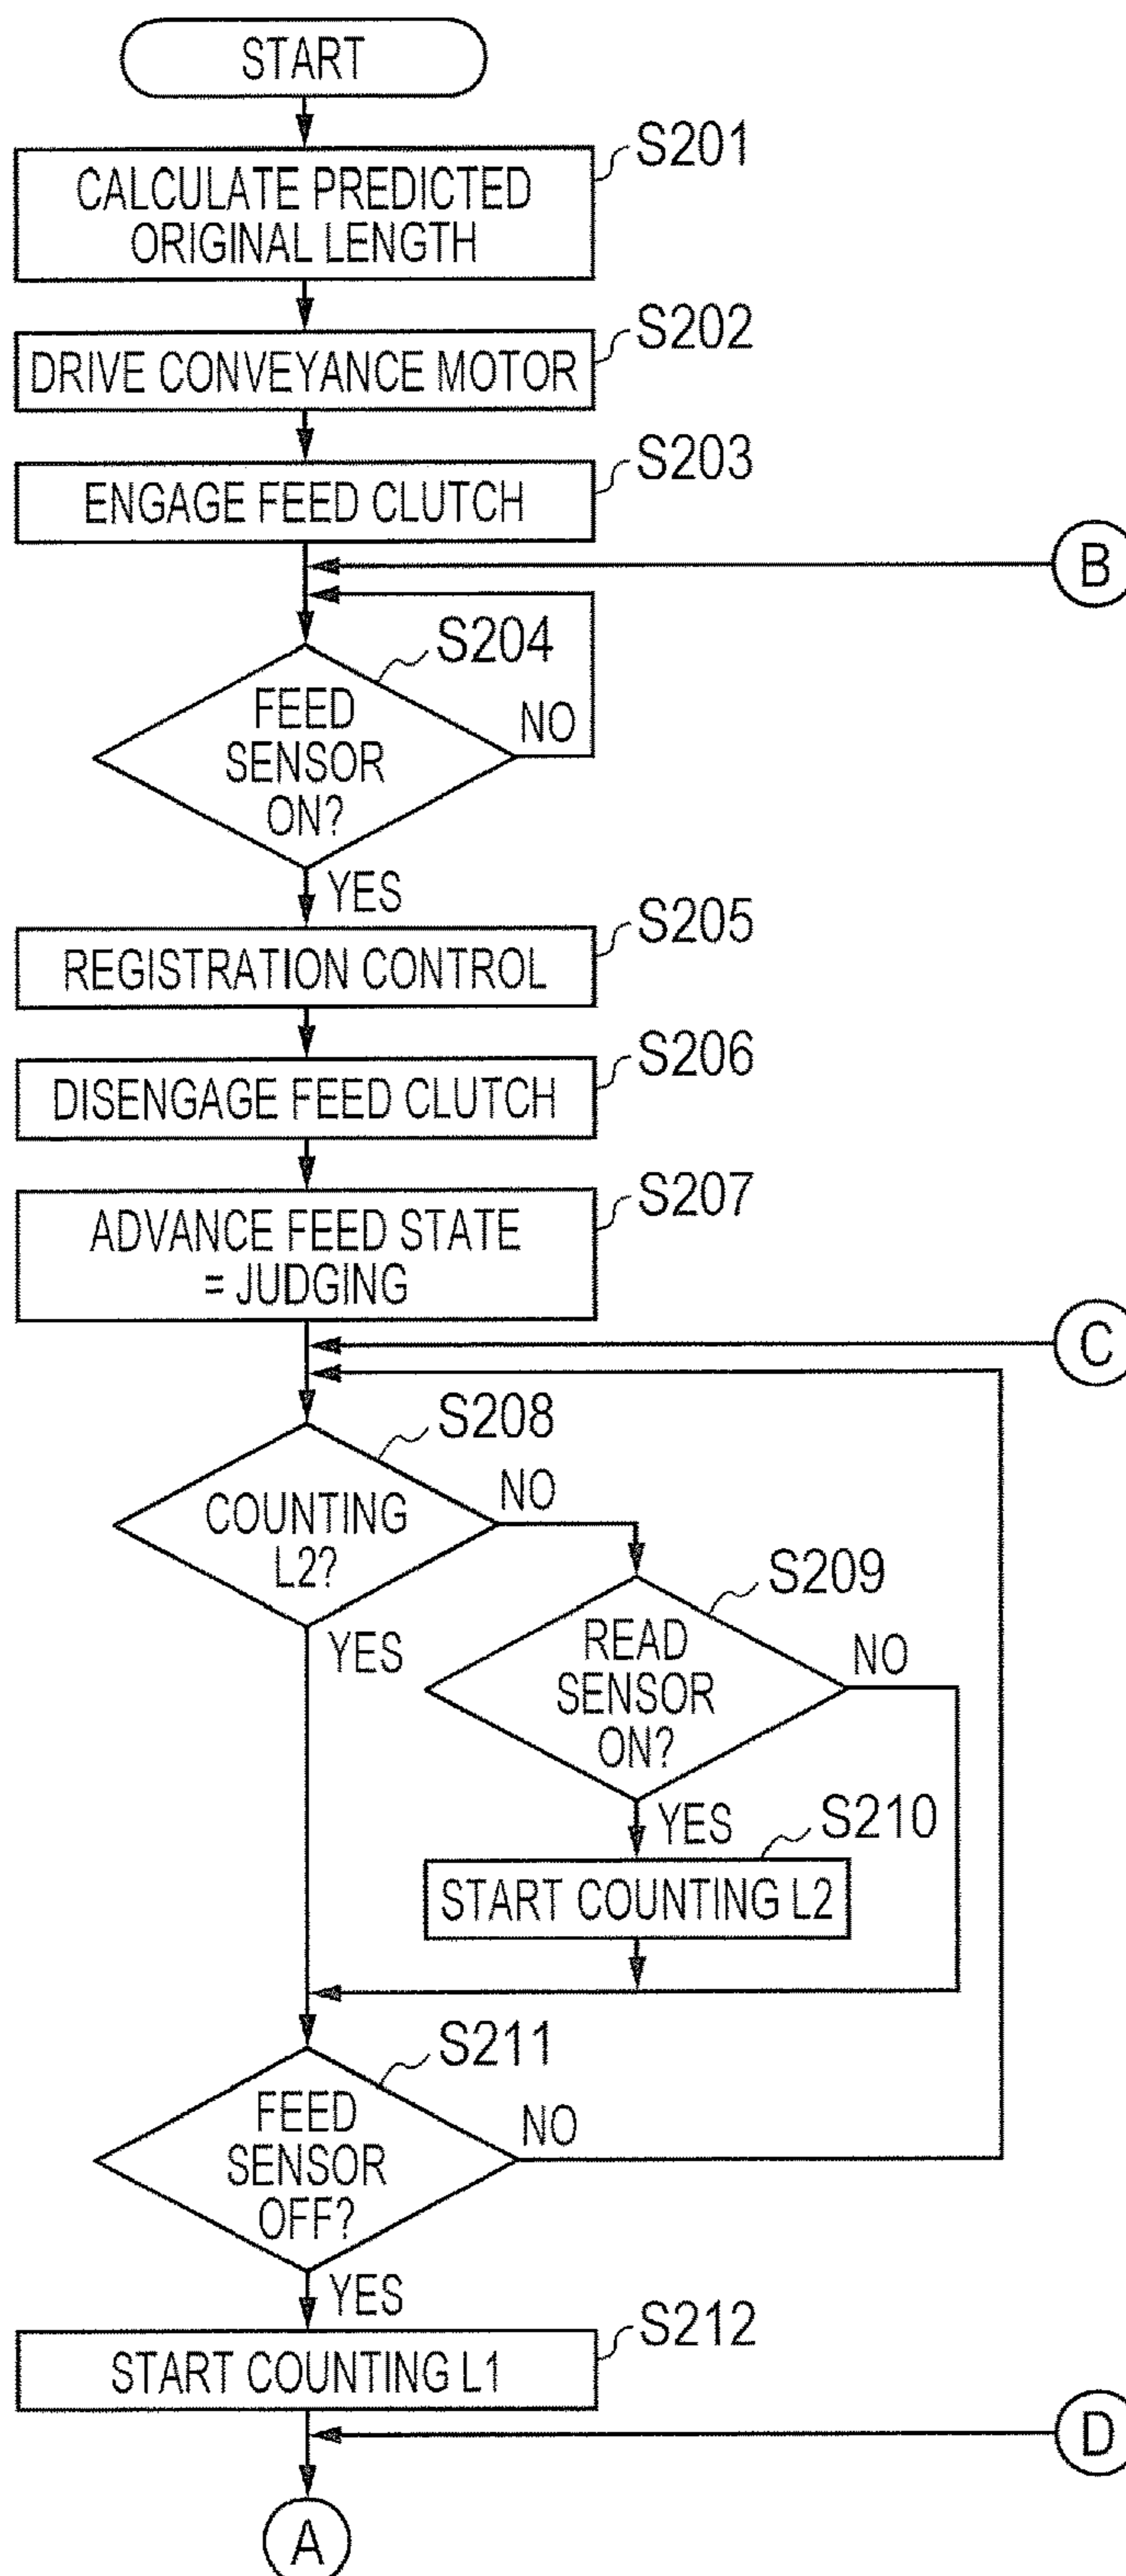 START
S201
CALCULATE PREDICTED
ORIGINAL LENGTH
S202
DRIVE CONVEYANCE MOTOR
S203
ENGAGE FEED CLUTCH
B
S204
FEED
SENSOR
ON?
NO
YES
S205
REGISTRATION CONTROL
S206
DISENGAGE FEED CLUTCH
S207
ADVANCE FEED STATE
= JUDGING
C
S208
COUNTING
L2?
NO
YES
S209
READ
SENSOR
ON?
NO
YES
S210
START COUNTING L2
S211
FEED
SENSOR
OFF?
NO
YES
S212
START COUNTING L1
D
A